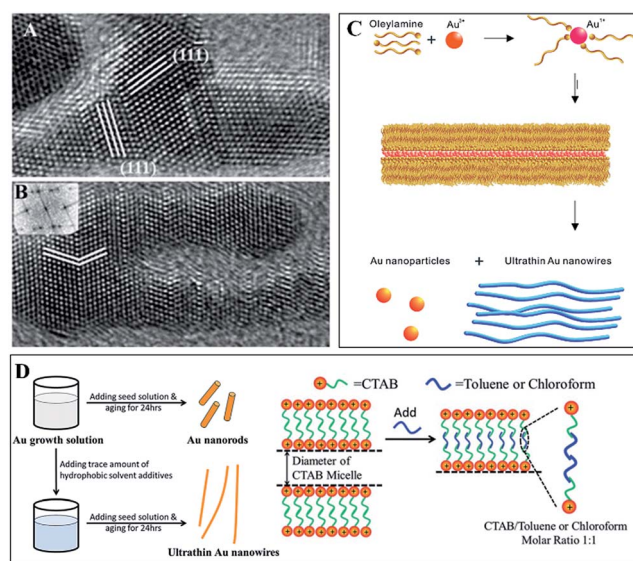 A
(111)
(111)
B
C
Oleylamine
Au³⁺
+
Au¹⁺
Au nanoparticles + Ultrathin Au nanowires
D
Au growth solution
Adding seed solution &
aging for 24hrs
Au nanorods
Adding trace amount of
hydrophobic solvent additives
Adding seed solution &
aging for 24hrs
Ultrathin Au nanowires
=CTAB
=Toluene or Chloroform
Add
Diameter of
CTAB Micelle
CTAB/Toluene or Chloroform
Molar Ratio 1:1